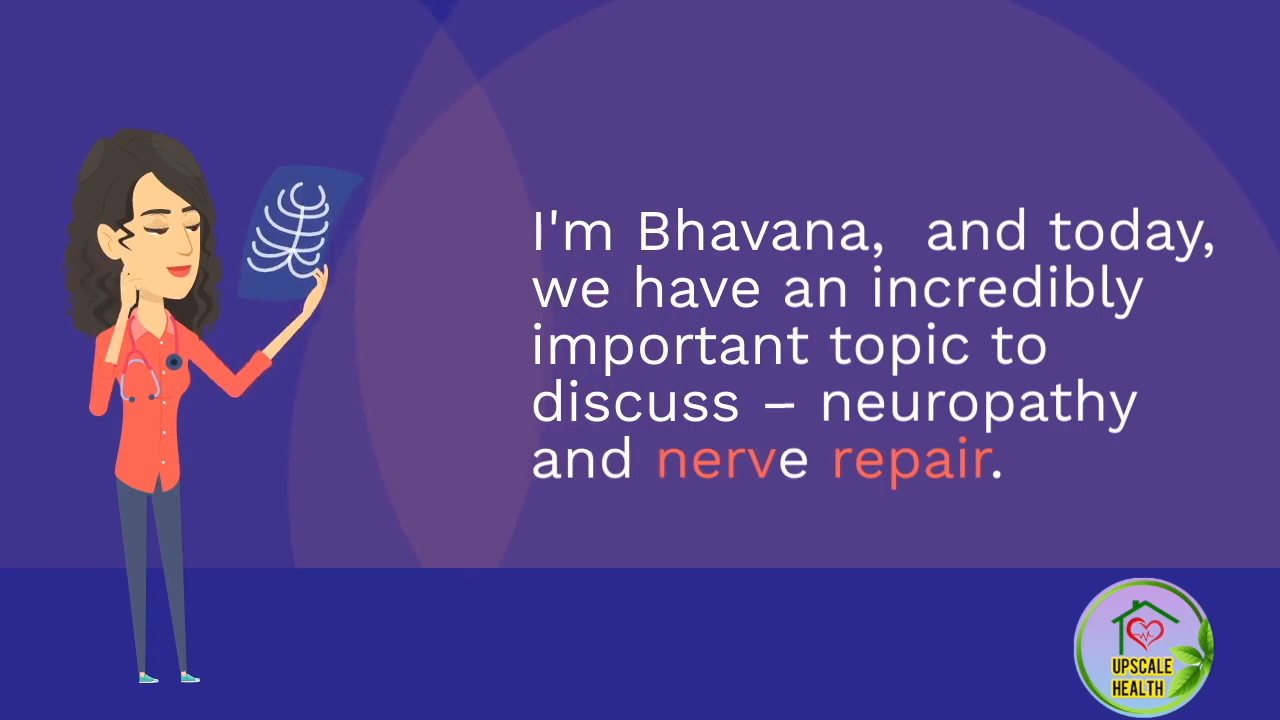 I'm Bhavana,  and today,
we have an incredibly
important topic to
discuss – neuropathy
and nerve repair.
UPSCALE
HEALTH